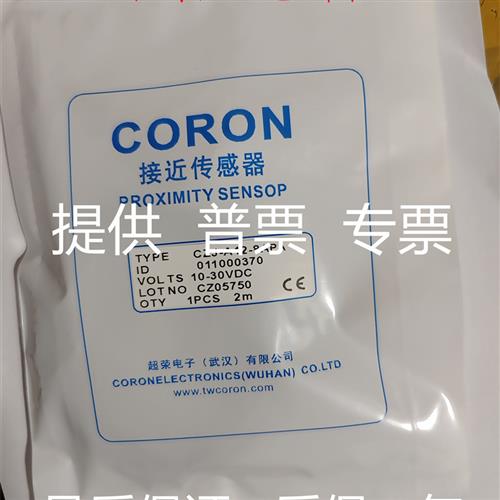 CORON
接近传感器
PROXIMITY SENSOP
提供 普票 专票
TYPE
ID 011000370
VOLTS 10-30VDC
LOT NO CZ05750
QTY 1PCS 2m
CE
超荣电子（武汉）有限公司
CORONELECTRONICS(WUHAN) CO.LTD
www.twcoron.com